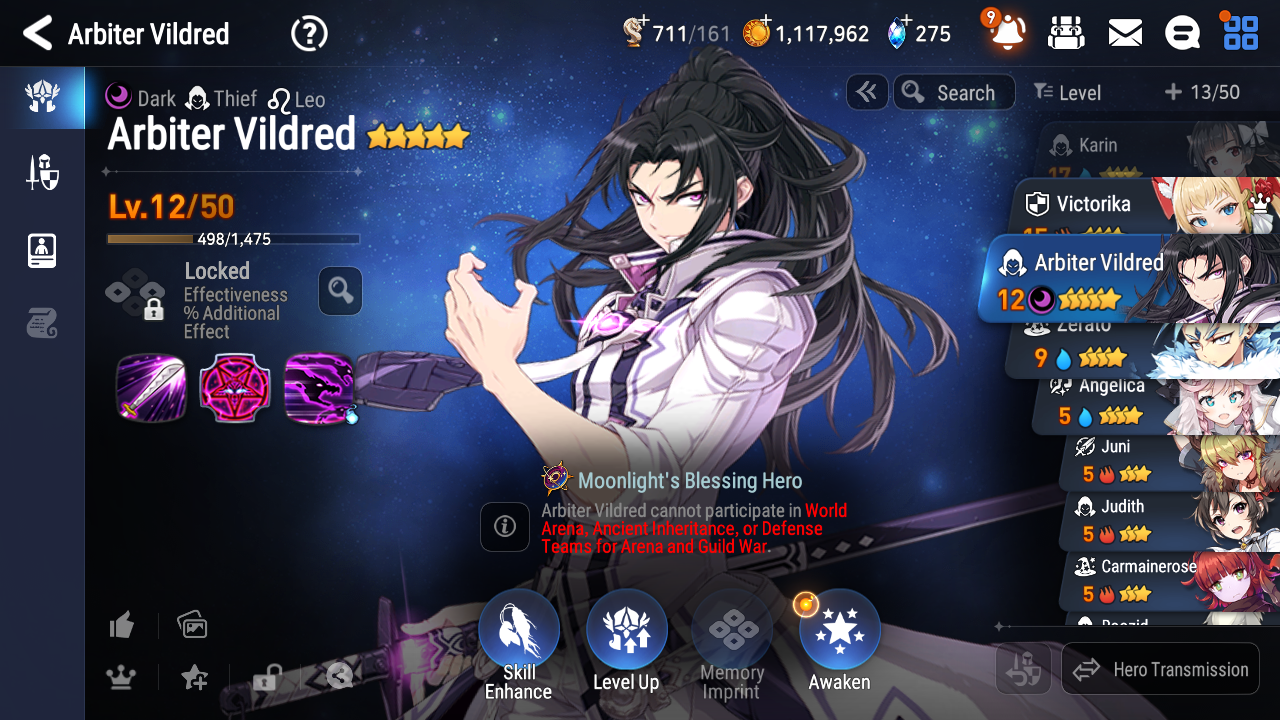 Arbiter Vildred
?
711/161
1,117,962
275
9
Dark
Thief
Leo
Arbiter Vildred
Lv.12/50
498/1,475
Locked
Effectiveness
% Additional
Effect
Search
Level
13/50
Karin
17
Victorika
15
Arbiter Vildred
12
Zerato
9
Angelica
5
Juni
5
Judith
5
Carmainerose
5
Moonlight's Blessing Hero
Arbiter Vildred cannot participate in World
Arena, Ancient Inheritance, or Defense
Teams for Arena and Guild War.
Skill
Enhance
Level Up
Memory
Imprint
Awaken
Hero Transmission